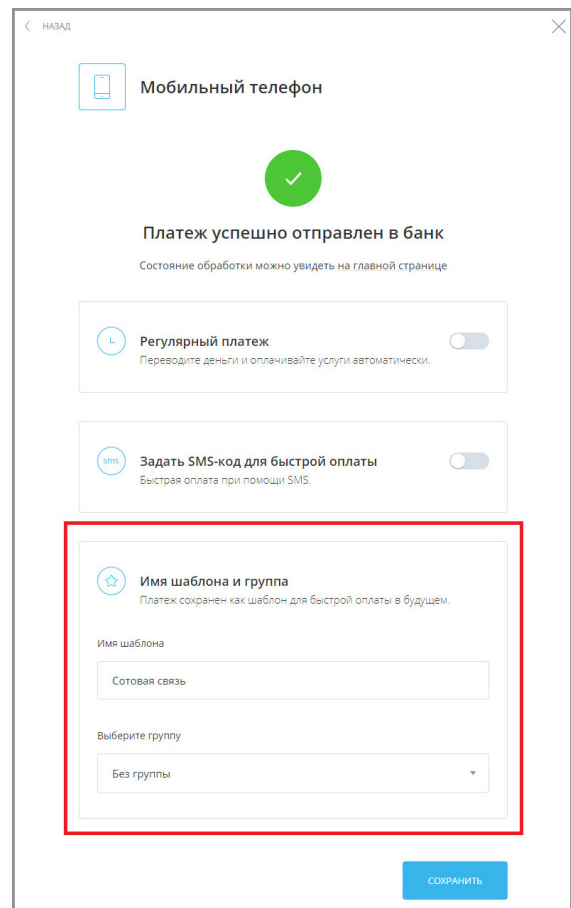 НАЗАД
Мобильный телефон
Платеж успешно отправлен в банк
Состояние обработки можно увидеть на главной странице
Регулярный платеж
Переводите деньги и оплачивайте услуги автоматически.
sms
Задать SMS-код для быстрой оплаты
Быстрая оплата при помощи SMS.
Имя шаблона и группа
Платеж сохранен как шаблон для быстрой оплаты в будущем.
Имя шаблона
Сотовая связь
Выберите группу
Без группы
СОХРАНИТЬ